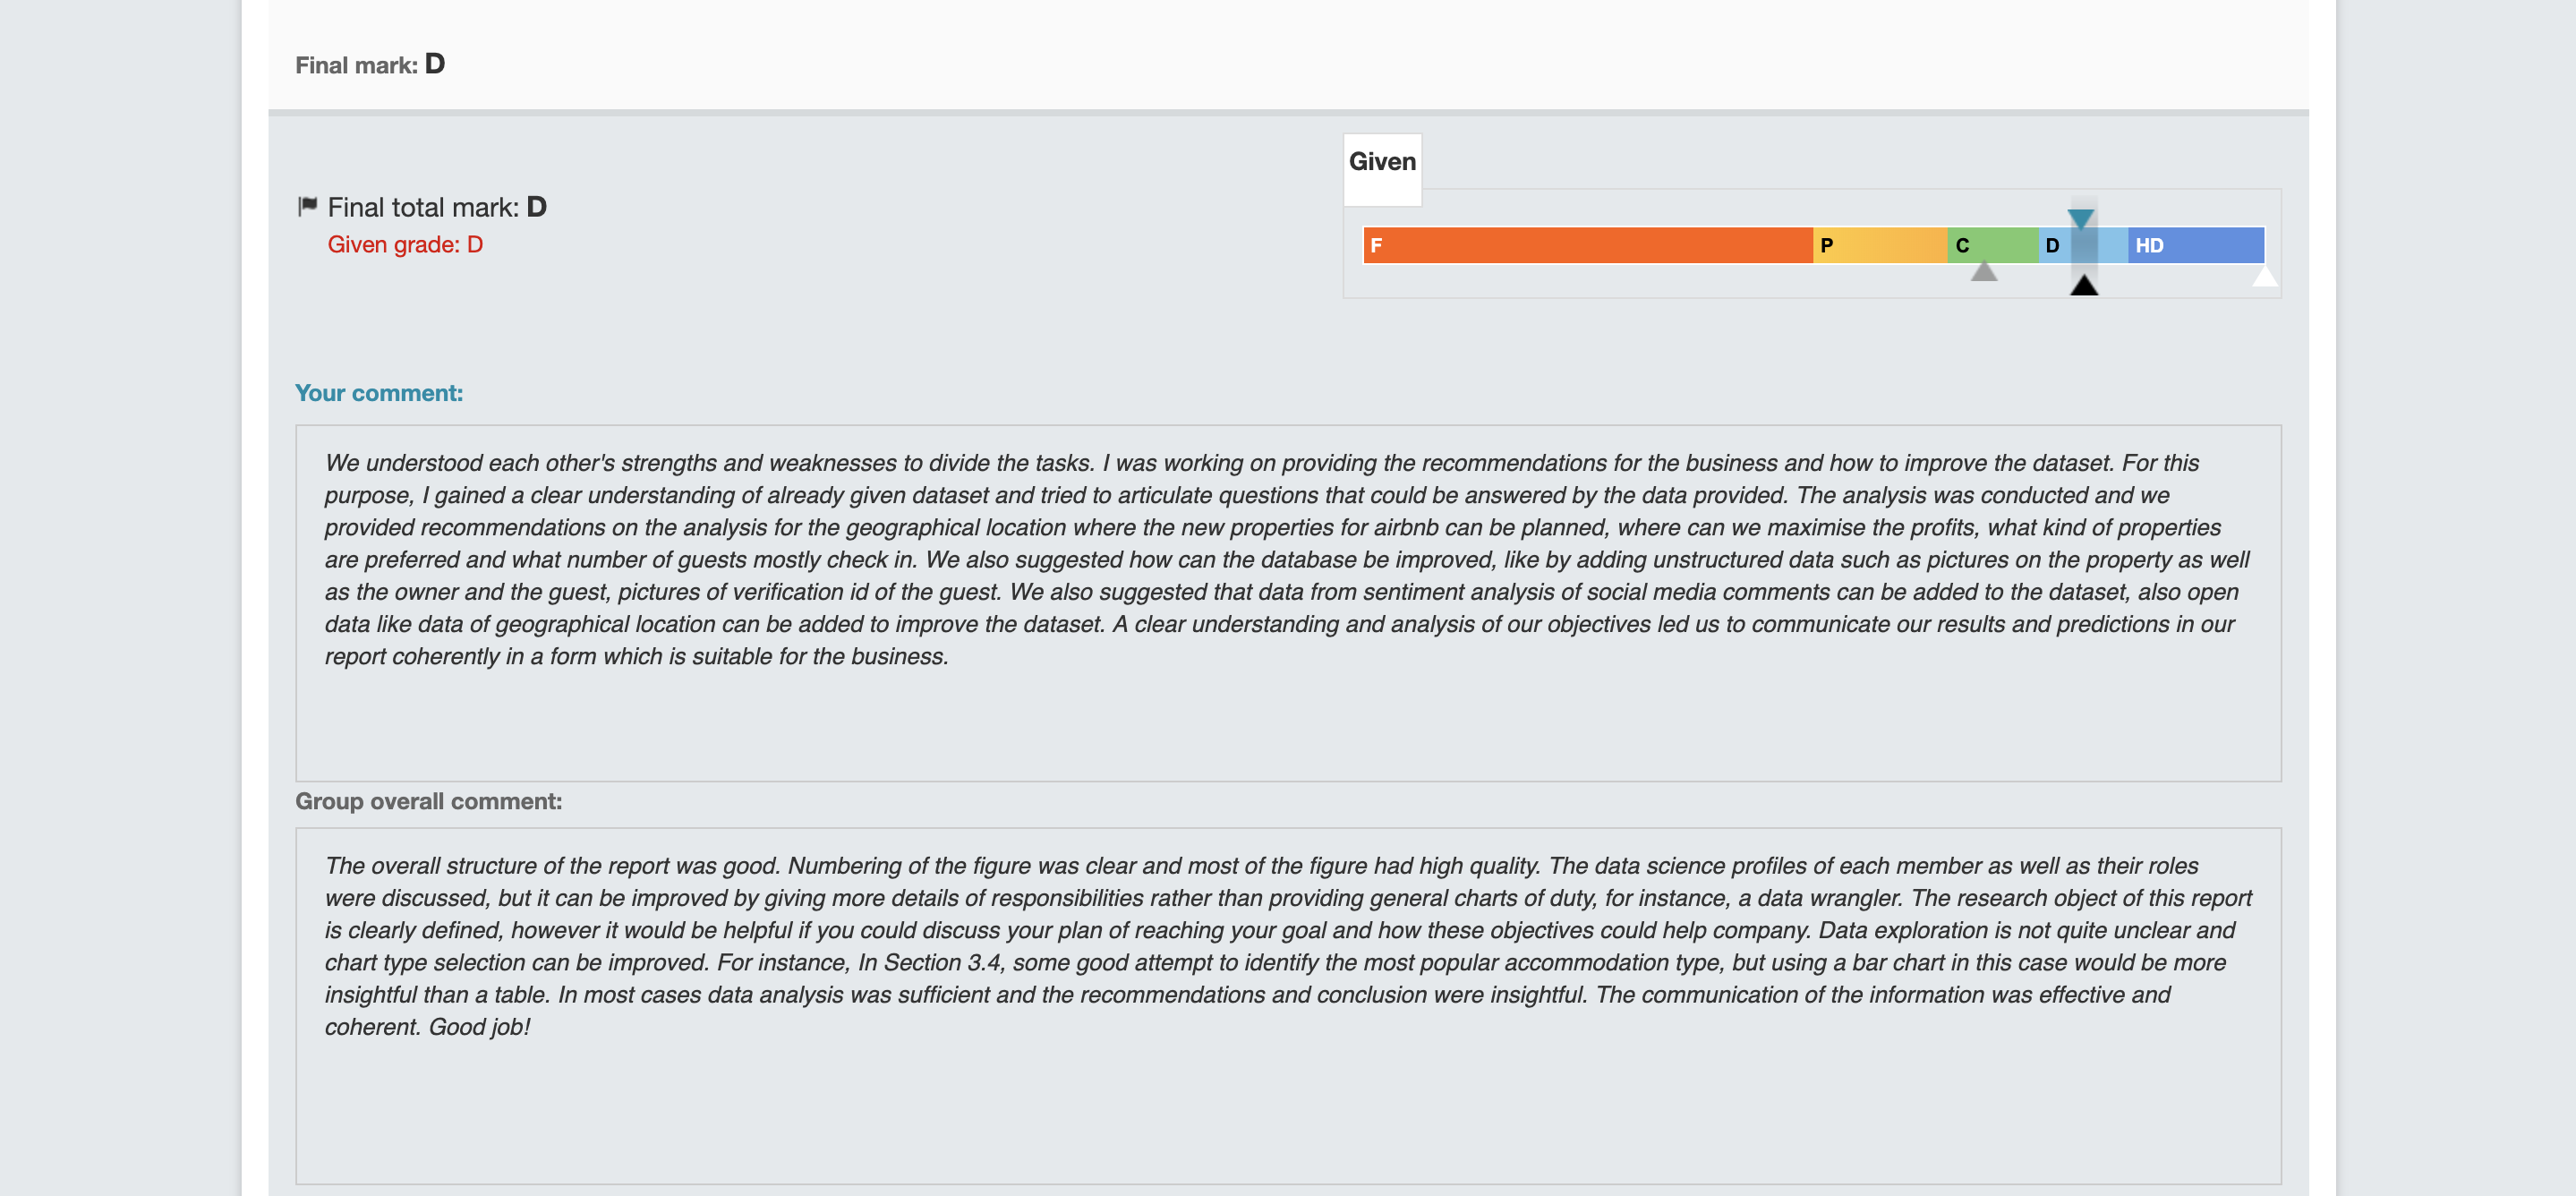 Final mark: D
Given
Final total mark: D
Given grade: D
F P C D HD
Your comment:
We understood each other's strengths and weaknesses to divide the tasks. I was working on providing the recommendations for the business and how to improve the dataset. For this
purpose, I gained a clear understanding of already given dataset and tried to articulate questions that could be answered by the data provided. The analysis was conducted and we
provided recommendations on the analysis for the geographical location where the new properties for airbnb can be planned, where can we maximise the profits, what kind of properties
are preferred and what number of guests mostly check in. We also suggested how can the database be improved, like by adding unstructured data such as pictures on the property as well
as the owner and the guest, pictures of verification id of the guest. We also suggested that data from sentiment analysis of social media comments can be added to the dataset, also open
data like data of geographical location can be added to improve the dataset. A clear understanding and analysis of our objectives led us to communicate our results and predictions in our
report coherently in a form which is suitable for the business.
Group overall comment:
The overall structure of the report was good. Numbering of the figure was clear and most of the figure had high quality. The data science profiles of each member as well as their roles
were discussed, but it can be improved by giving more details of responsibilities rather than providing general charts of duty, for instance, a data wrangler. The research object of this report
is clearly defined, however it would be helpful if you could discuss your plan of reaching your goal and how these objectives could help company. Data exploration is not quite unclear and
chart type selection can be improved. For instance, In Section 3.4, some good attempt to identify the most popular accommodation type, but using a bar chart in this case would be more
insightful than a table. In most cases data analysis was sufficient and the recommendations and conclusion were insightful. The communication of the information was effective and
coherent. Good job!